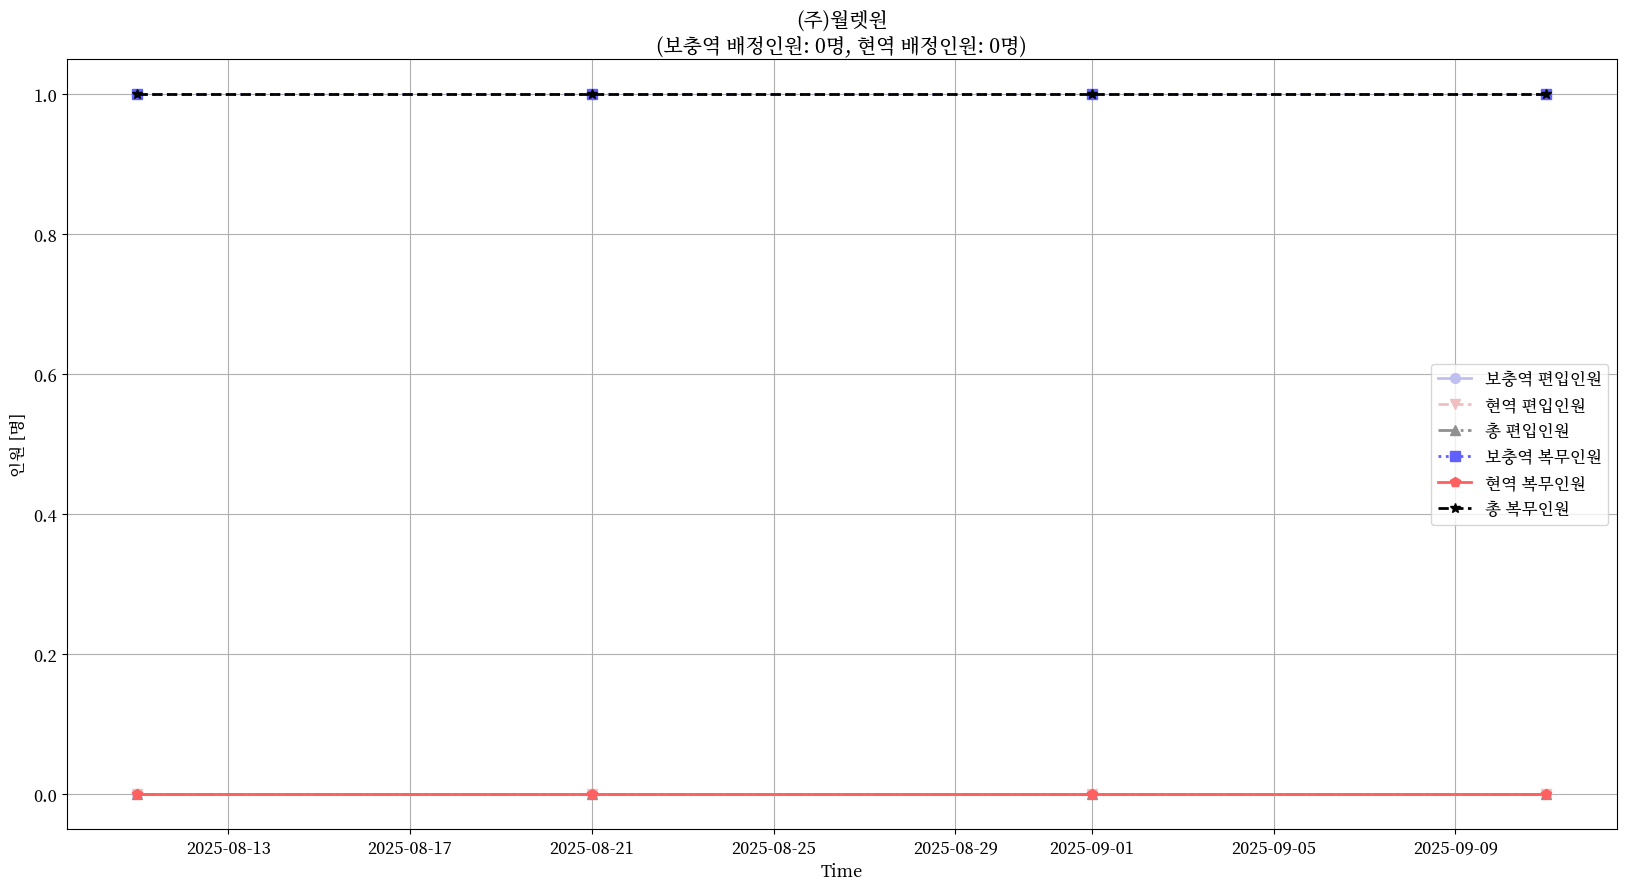 (주)월렛원
(보충역 배정인원: 0명, 현역 배정인원: 0명)
인원 [명]
1.0
0.8
0.6
0.4
0.2
0.0
보충역 편입인원
현역 편입인원
총 편입인원
보충역 복무인원
현역 복무인원
총 복무인원
2025-08-13 2025-08-17 2025-08-21 2025-08-25 2025-08-29 2025-09-01 2025-09-05 2025-09-09
Time